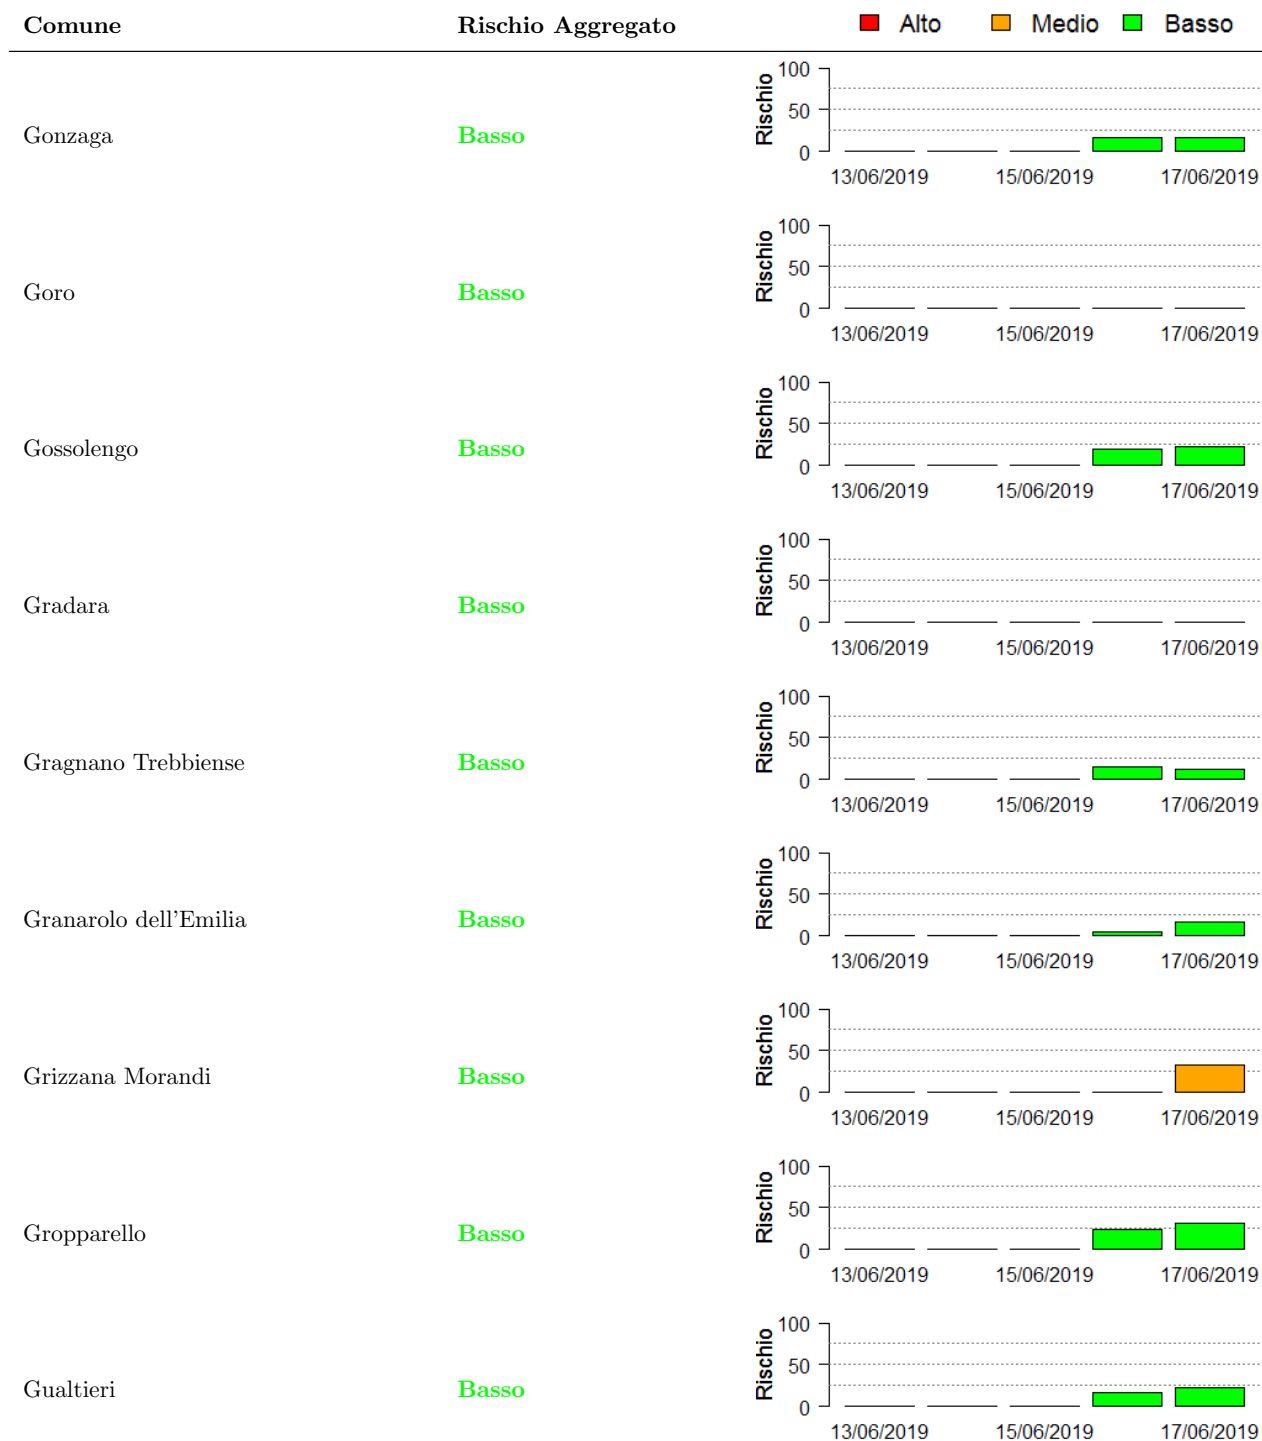 Comune Rischio Aggregato Alto Medio Basso
Gonzaga Basso Rischio 100 50 0
13/06/2019 15/06/2019 17/06/2019
Goro Basso Rischio 100 50 0
13/06/2019 15/06/2019 17/06/2019
Gossolengo Basso Rischio 100 50 0
13/06/2019 15/06/2019 17/06/2019
Gradara Basso Rischio 100 50 0
13/06/2019 15/06/2019 17/06/2019
Gragnano Trebbiense Basso Rischio 100 50 0
13/06/2019 15/06/2019 17/06/2019
Granarolo dell'Emilia Basso Rischio 100 50 0
13/06/2019 15/06/2019 17/06/2019
Grizzana Morandi Basso Rischio 100 50 0
13/06/2019 15/06/2019 17/06/2019
Gropparello Basso Rischio 100 50 0
13/06/2019 15/06/2019 17/06/2019
Gualtieri Basso Rischio 100 50 0
13/06/2019 15/06/2019 17/06/2019